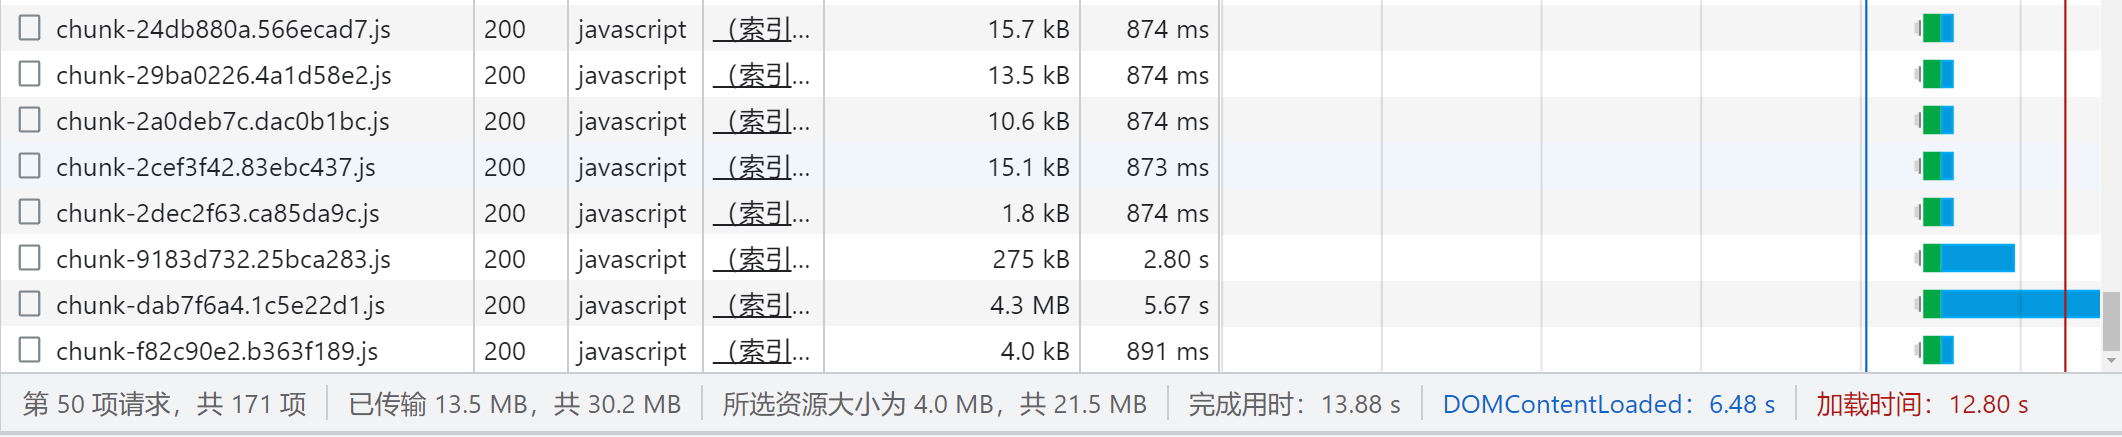 chunk-24db880a.566ecad7.js 200 javascript （索引... 15.7 kB 874 ms
chunk-29ba0226.4a1d58e2.js 200 javascript （索引... 13.5 kB 874 ms
chunk-2a0deb7c.dac0b1bc.js 200 javascript （索引... 10.6 kB 874 ms
chunk-2cef3f42.83ebc437.js 200 javascript （索引... 15.1 kB 873 ms
chunk-2dec2f63.ca85da9c.js 200 javascript （索引... 1.8 kB 874 ms
chunk-9183d732.25bca283.js 200 javascript （索引... 275 kB 2.80 s
chunk-dab7f6a4.1c5e22d1.js 200 javascript （索引... 4.3 MB 5.67 s
chunk-f82c90e2.b363f189.js 200 javascript （索引... 4.0 kB 891 ms
第 50 项请求，共 171 项 已传输 13.5 MB，共 30.2 MB 所选资源大小为 4.0 MB，共 21.5 MB 完成用时：13.88 s DOMContentLoaded：6.48 s 加载时间：12.80 s